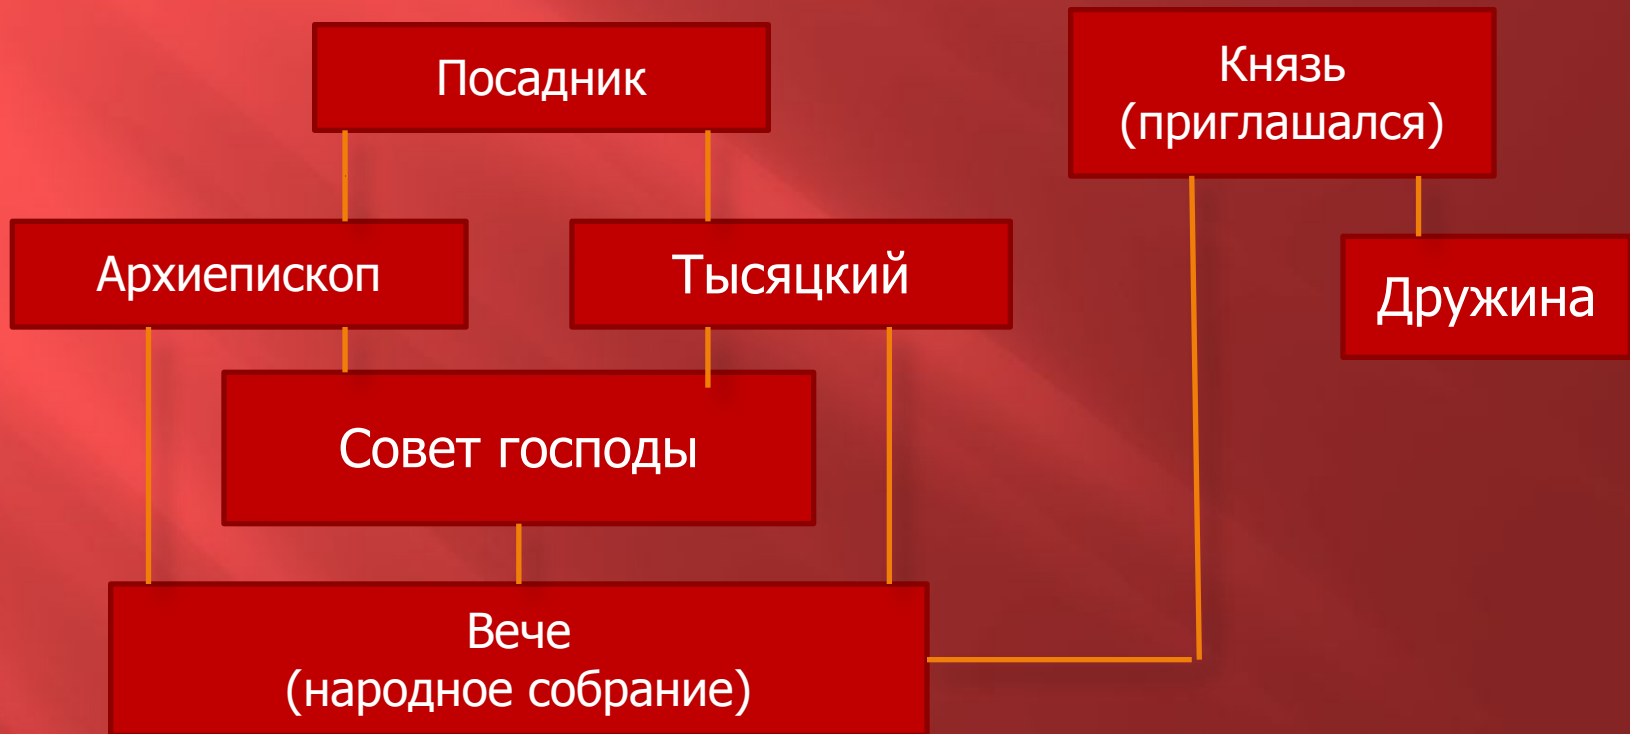 Посадник
Князь
(приглашался)
Архиепископ
Тысяцкий
Дружина
Совет господы
Вече
(народное собрание)